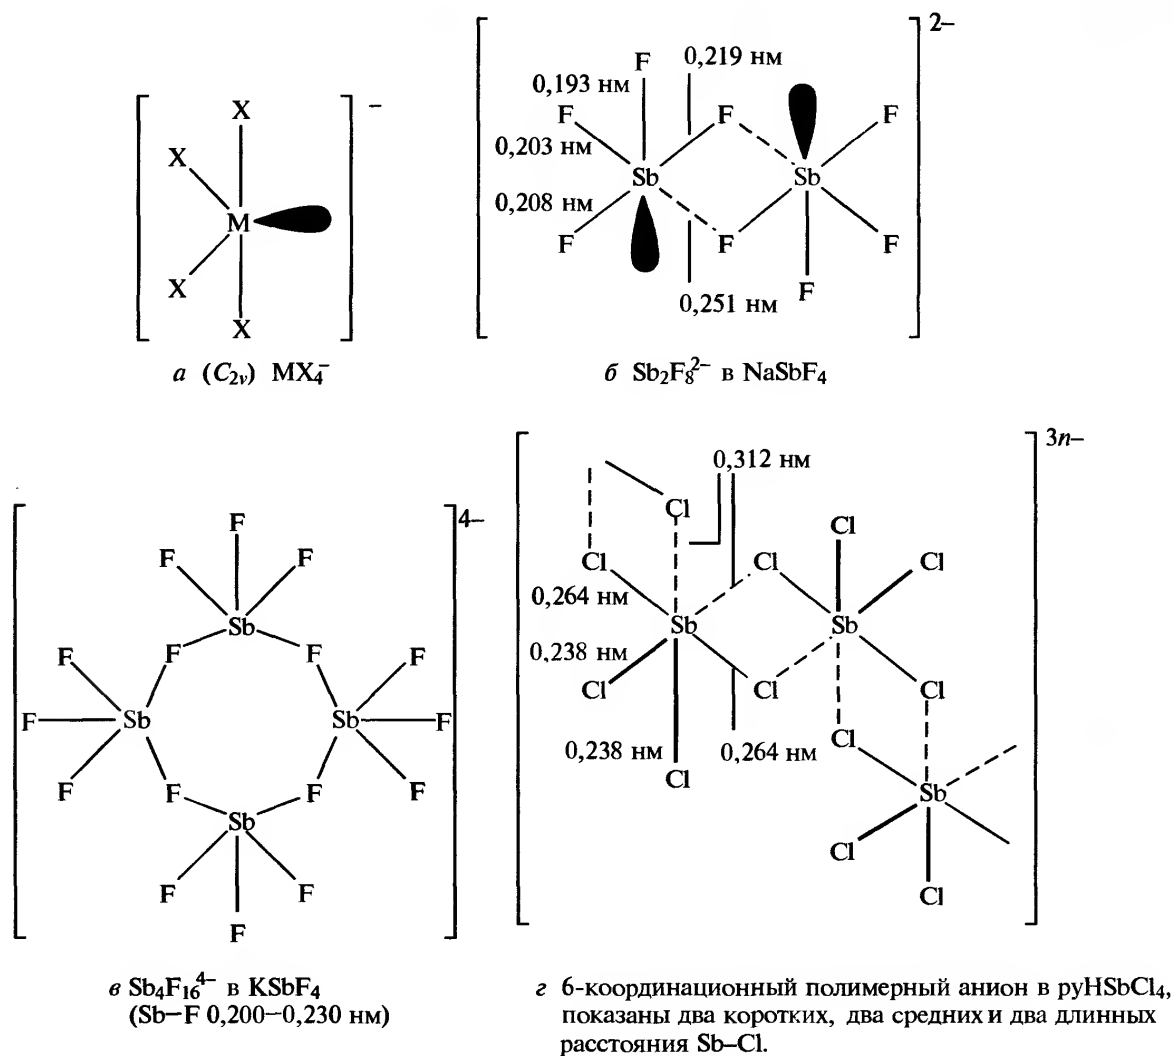 X
X
M
X
X
−
а (C2v) MX4−
2−
F
0,219 нм
0,193 нм
F
F
F
0,203 нм
Sb
Sb
0,208 нм
F
F
F
F
0,251 нм
б Sb2F8^2− в NaSbF4
4−
F
F
F
Sb
F
F
F
F
F
Sb
Sb
F
F
F
F
F
Sb
F
F
F
в Sb4F16^4− в KSbF4
(Sb−F 0,200−0,230 нм)
3n−
0,312 нм
Cl
Cl
Cl
Cl
Cl
0,264 нм
Sb
Sb
0,238 нм
Cl
Cl
Cl
Cl
0,238 нм
0,264 нм
Cl
Sb
Cl
Cl
г 6-координационный полимерный анион в pyHSbCl4,
показаны два коротких, два средних и два длинных
расстояния Sb–Cl.